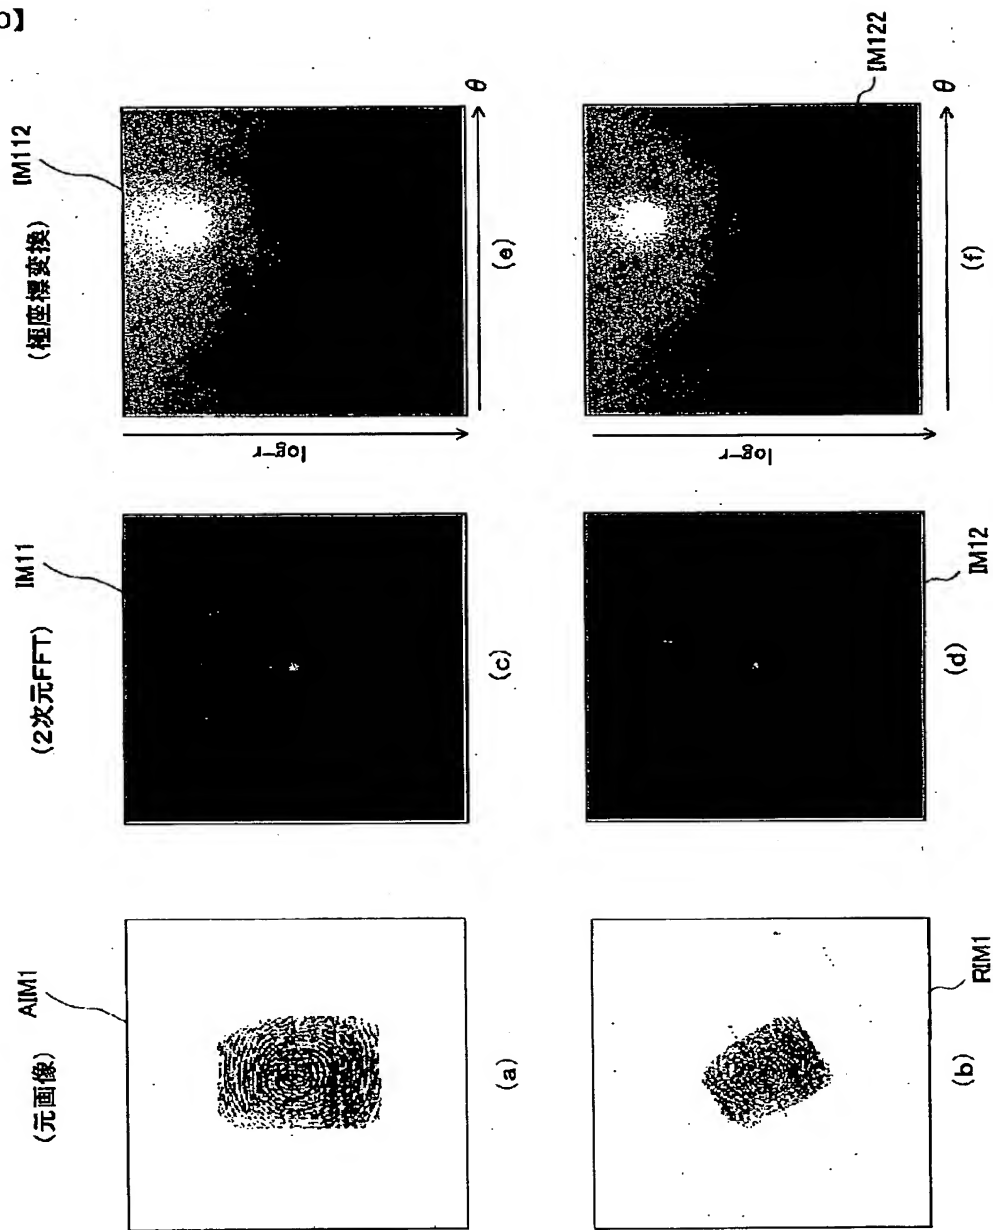 ロ】
(元画像)
(2次元FFT)
(極座標変換)
AIM1
IM11
IM112
log-r
θ
(a)
(c)
(e)
log-r
θ
IM122
(b)
(d)
(f)
RIM1
IM12